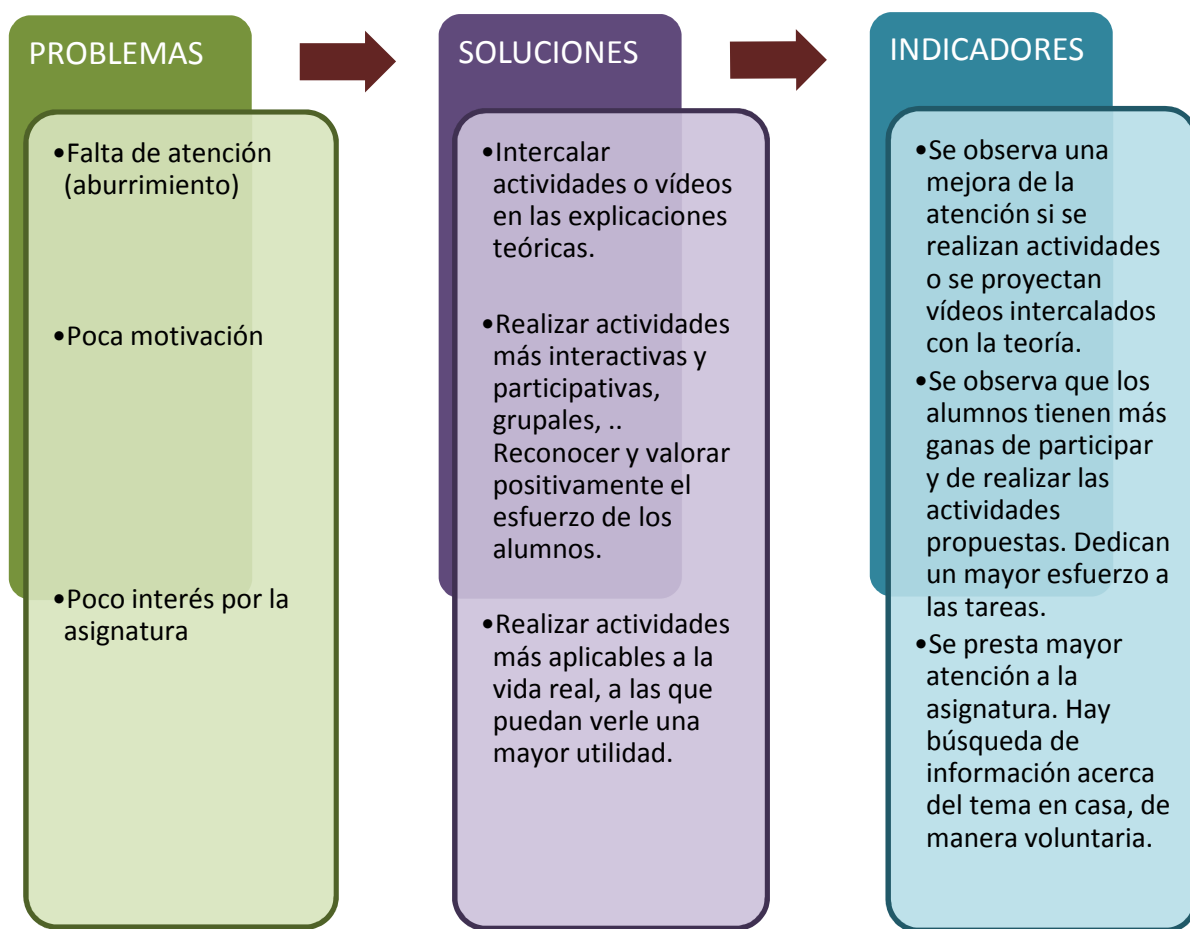 PROBLEMAS
•Falta de atención
(aburrimiento)
•Poca motivación
•Poco interés por la
asignatura
SOLUCIONES
•Intercalar
actividades o vídeos
en las explicaciones
teóricas.
•Realizar actividades
más interactivas y
participativas,
grupales, ..
Reconocer y valorar
positivamente el
esfuerzo de los
alumnos.
•Realizar actividades
más aplicables a la
vida real, a las que
puedan verle una
mayor utilidad.
INDICADORES
•Se observa una
mejora de la
atención si se
realizan actividades
o se proyectan
vídeos intercalados
con la teoría.
•Se observa que los
alumnos tienen más
ganas de participar
y de realizar las
actividades
propuestas. Dedican
un mayor esfuerzo a
las tareas.
•Se presta mayor
atención a la
asignatura. Hay
búsqueda de
información acerca
del tema en casa, de
manera voluntaria.